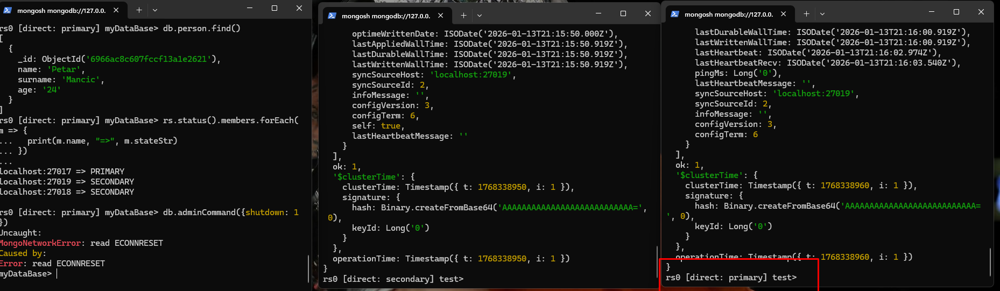 mongosh mongodb://127.0.0.
rs0 [direct: primary] myDataBase> db.person.find()
[
  {
    _id: ObjectId('6966ac8c607fccf13a1e2621'),
    name: 'Petar',
    surname: 'Mancic',
    age: '24'
  }
]
rs0 [direct: primary] myDataBase> rs.status().members.forEach(
m => {
...   print(m.name, "=>", m.stateStr)
... })
...
localhost:27017 => PRIMARY
localhost:27019 => SECONDARY
localhost:27018 => SECONDARY
rs0 [direct: primary] myDataBase> db.adminCommand({shutdown: 1
})
Uncaught:
MongoNetworkError: read ECONNRESET
Caused by:
Error: read ECONNRESET
myDataBase>
mongosh mongodb://127.0.0.
      optimeWrittenDate: ISODate('2026-01-13T21:15:50.000Z'),
      lastAppliedWallTime: ISODate('2026-01-13T21:15:50.919Z'),
      lastDurableWallTime: ISODate('2026-01-13T21:15:50.919Z'),
      lastWrittenWallTime: ISODate('2026-01-13T21:15:50.919Z'),
      syncSourceHost: 'localhost:27019',
      syncSourceId: 2,
      infoMessage: '',
      configVersion: 3,
      configTerm: 6,
      self: true,
      lastHeartbeatMessage: ''
    }
  ],
  ok: 1,
  '$clusterTime': {
    clusterTime: Timestamp({ t: 1768338950, i: 1 }),
    signature: {
      hash: Binary.createFromBase64('AAAAAAAAAAAAAAAAAAAAAAAAAAA=',
 0),
      keyId: Long('0')
    }
  },
  operationTime: Timestamp({ t: 1768338950, i: 1 })
}
rs0 [direct: secondary] test>
mongosh mongodb://127.0.0.
      lastDurableWallTime: ISODate('2026-01-13T21:16:00.919Z'),
      lastWrittenWallTime: ISODate('2026-01-13T21:16:00.919Z'),
      lastHeartbeat: ISODate('2026-01-13T21:16:02.974Z'),
      lastHeartbeatRecv: ISODate('2026-01-13T21:16:03.540Z'),
      pingMs: Long('0'),
      lastHeartbeatMessage: '',
      syncSourceHost: 'localhost:27019',
      syncSourceId: 2,
      infoMessage: '',
      configVersion: 3,
      configTerm: 6
    }
  ],
  ok: 1,
  '$clusterTime': {
    clusterTime: Timestamp({ t: 1768338960, i: 1 }),
    signature: {
      hash: Binary.createFromBase64('AAAAAAAAAAAAAAAAAAAAAAAAAAA=
', 0),
      keyId: Long('0')
    }
  },
  operationTime: Timestamp({ t: 1768338960, i: 1 })
}
rs0 [direct: primary] test>